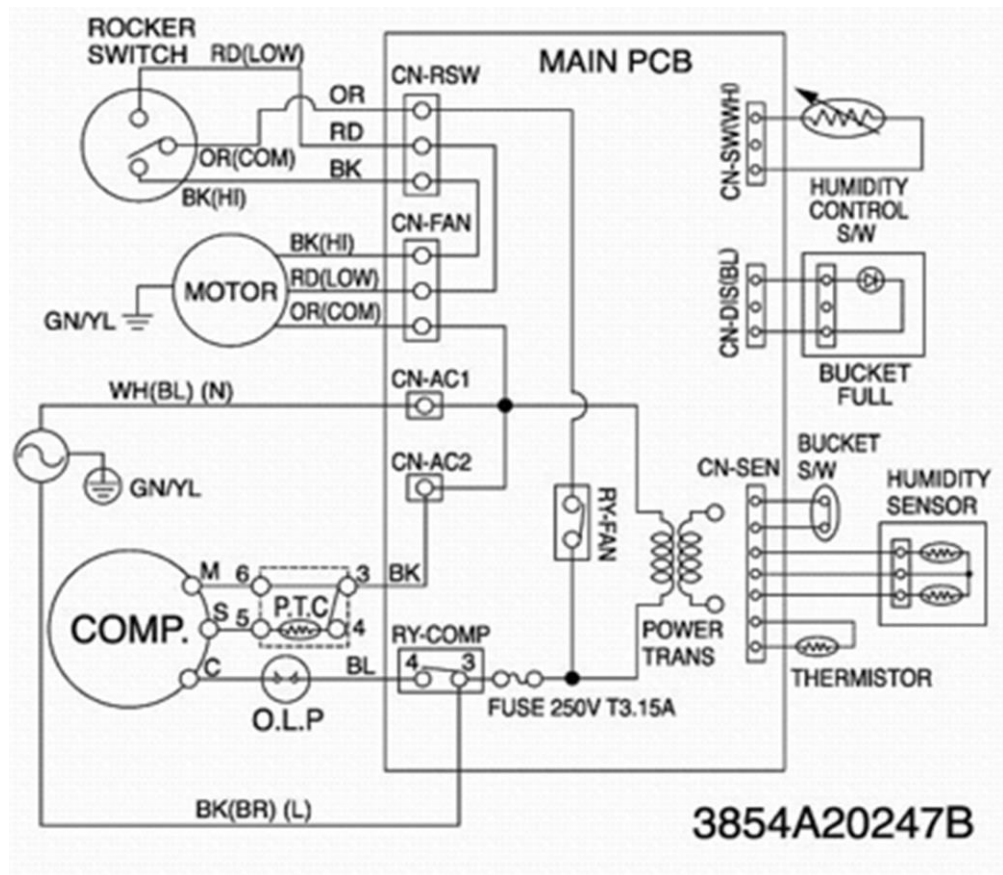 ROCKER
SWITCH
RD(LOW)
OR(COM)
BK(HI)
OR
RD
BK
CN-RSW
MAIN PCB
CN-SW(WH)
HUMIDITY
CONTROL
S/W
CN-FAN
BK(HI)
RD(LOW)
OR(COM)
MOTOR
GN/YL
CN-DIS(BL)
BUCKET
FULL
WH(BL) (N)
CN-AC1
GN/YL
CN-AC2
RY-FAN
CN-SEN
BUCKET
S/W
HUMIDITY
SENSOR
COMP.
M
S
C
6
5
P.T.C
3
4
BK
O.L.P
BL
RY-COMP
4
3
FUSE 250V T3.15A
POWER
TRANS
THERMISTOR
BK(BR) (L)
3854A20247B